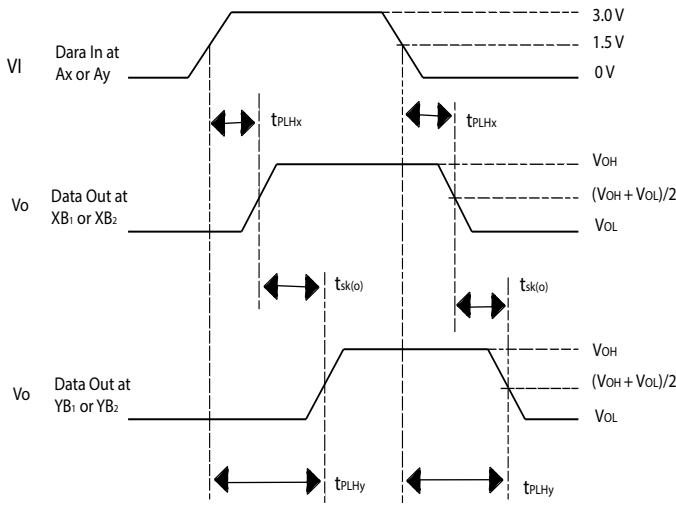 3.0 V
VI
Dara In at
Ax or Ay
1.5 V
0 V
tPLHx
tPLHx
VOH
Vo
Data Out at
XB1 or XB2
(VOH + VOL)/2
VOL
tsk(o)
tsk(o)
VOH
Vo
Data Out at
YB1 or YB2
(VOH + VOL)/2
VOL
tPLHy
tPLHy